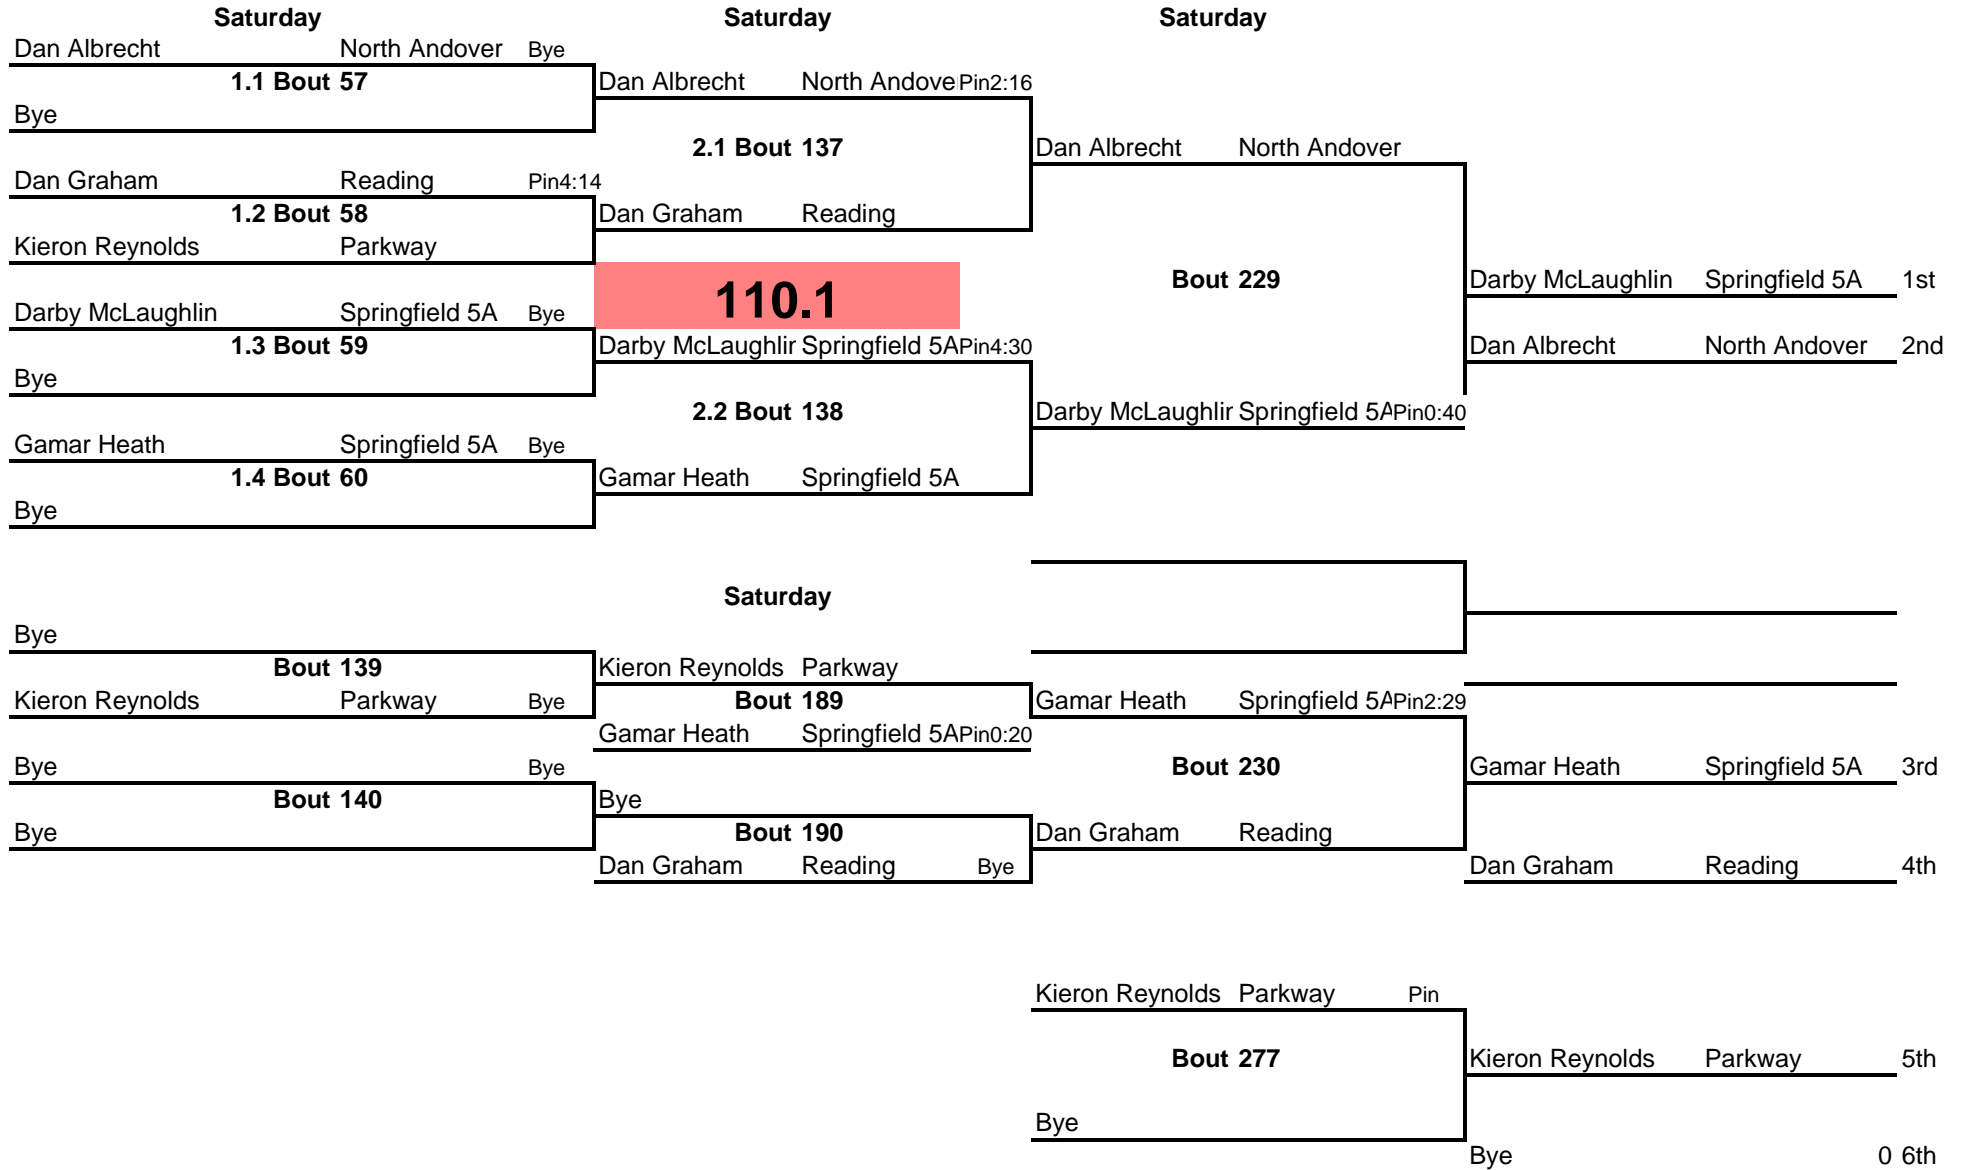 Saturday Saturday Saturday
Dan Albrecht North Andover Bye
1.1 Bout 57 Dan Albrecht North Andove Pin2:16
Bye
2.1 Bout 137 Dan Albrecht North Andover
Dan Graham Reading Pin4:14
1.2 Bout 58 Dan Graham Reading
Kieron Reynolds Parkway
110.1 Bout 229 Darby McLaughlin Springfield 5A 1st
Darby McLaughlin Springfield 5A Bye
1.3 Bout 59 Darby McLaughlin Springfield 5A Pin4:30 Dan Albrecht North Andover 2nd
Bye
2.2 Bout 138 Darby McLaughlin Springfield 5A Pin0:40
Gamar Heath Springfield 5A Bye
1.4 Bout 60 Gamar Heath Springfield 5A
Bye
Saturday
Bye
Bout 139 Kieron Reynolds Parkway
Kieron Reynolds Parkway Bye Bout 189 Gamar Heath Springfield 5A Pin2:29
Gamar Heath Springfield 5A Pin0:20
Bye Bye Bout 230 Gamar Heath Springfield 5A 3rd
Bout 140 Bye
Bye Bout 190 Dan Graham Reading
Dan Graham Reading Bye Dan Graham Reading 4th
Kieron Reynolds Parkway Pin
Bout 277 Kieron Reynolds Parkway 5th
Bye
Bye 0 6th